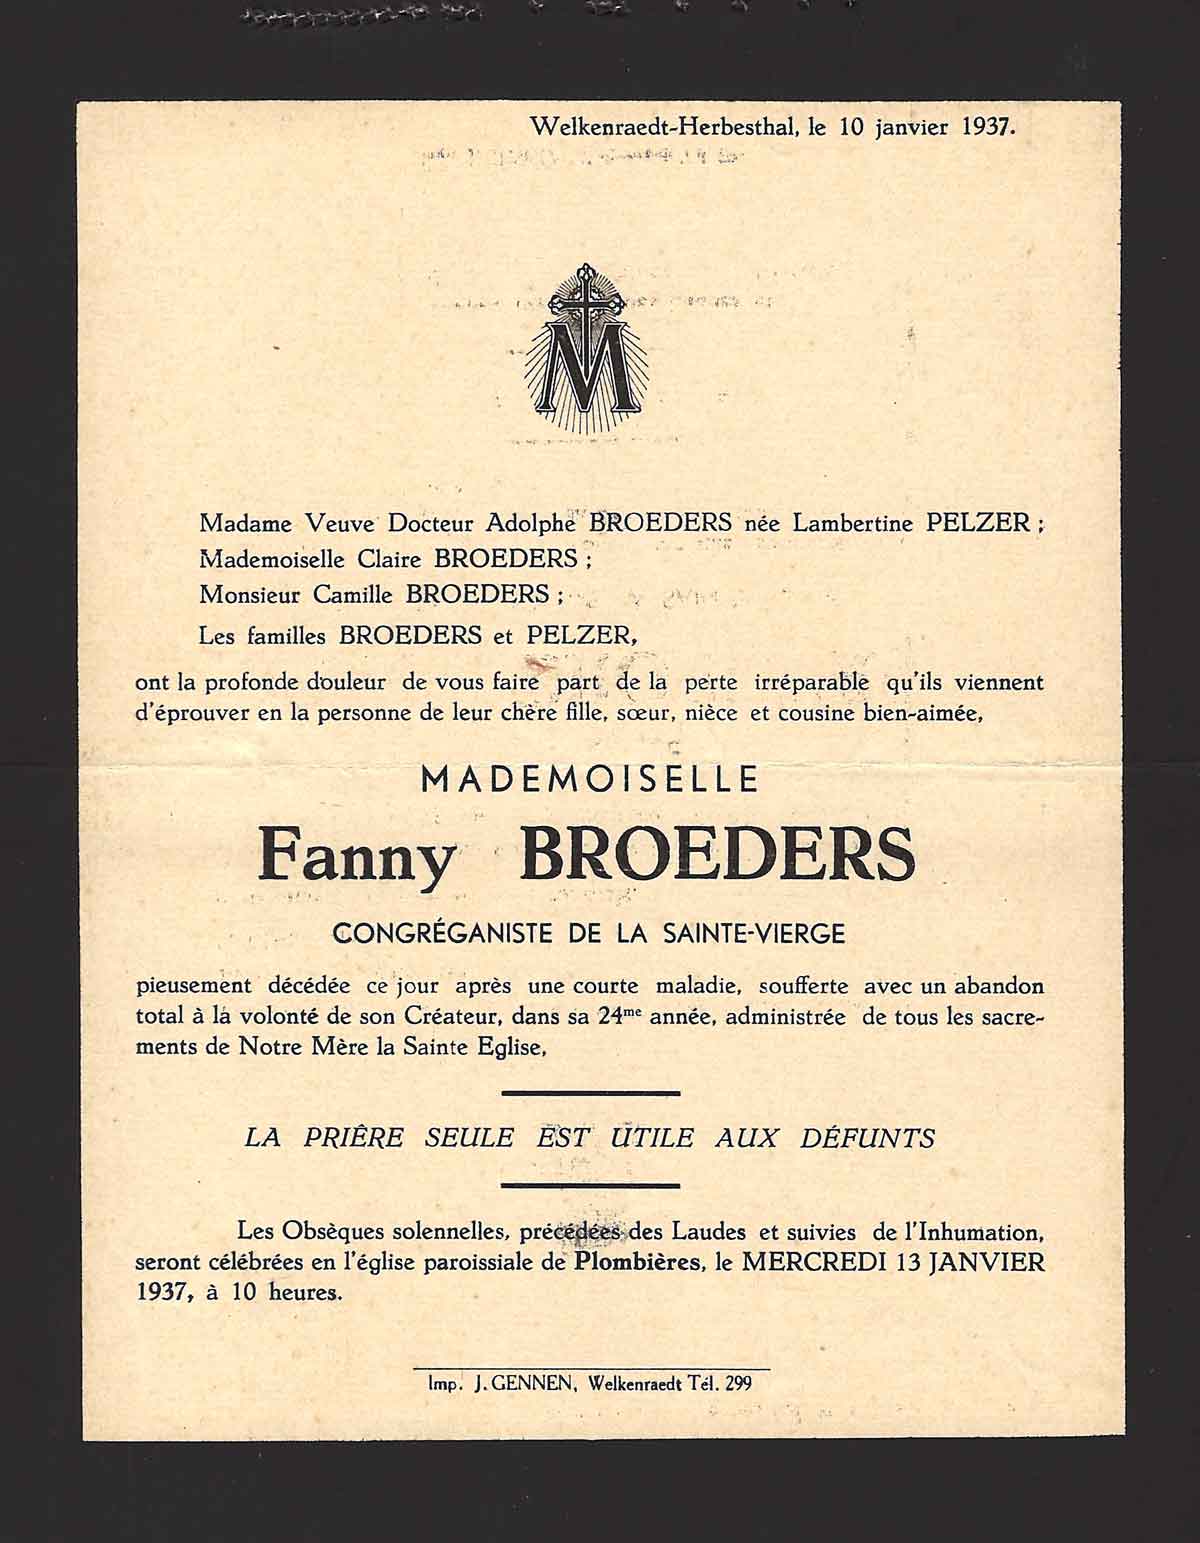 Welkenraedt-Herbesthal, le 10 janvier 1937.
M
Madame Veuve Docteur Adolphe BROEDERS née Lambertine PELZER ;
Mademoiselle Claire BROEDERS ;
Monsieur Camille BROEDERS ;
Les familles BROEDERS et PELZER,
ont la profonde douleur de vous faire part de la perte irréparable qu'ils viennent
d'éprouver en la personne de leur chère fille, sœur, nièce et cousine bien-aimée,
MADEMOISELLE
Fanny BROEDERS
CONGRÉGANISTE DE LA SAINTE-VIERGE
pieusement décédée ce jour après une courte maladie, soufferte avec un abandon
total à la volonté de son Créateur, dans sa 24me année, administrée de tous les sacre-
ments de Notre Mère la Sainte Eglise,
LA PRIÊRE SEULE EST UTILE AUX DÉFUNTS
Les Obsèques solennelles, précédées des Laudes et suivies de l'Inhumation,
seront célébrées en l'église paroissiale de Plombières, le MERCREDI 13 JANVIER
1937, à 10 heures.
Imp. J. GENNEN, Welkenraedt Tél. 299